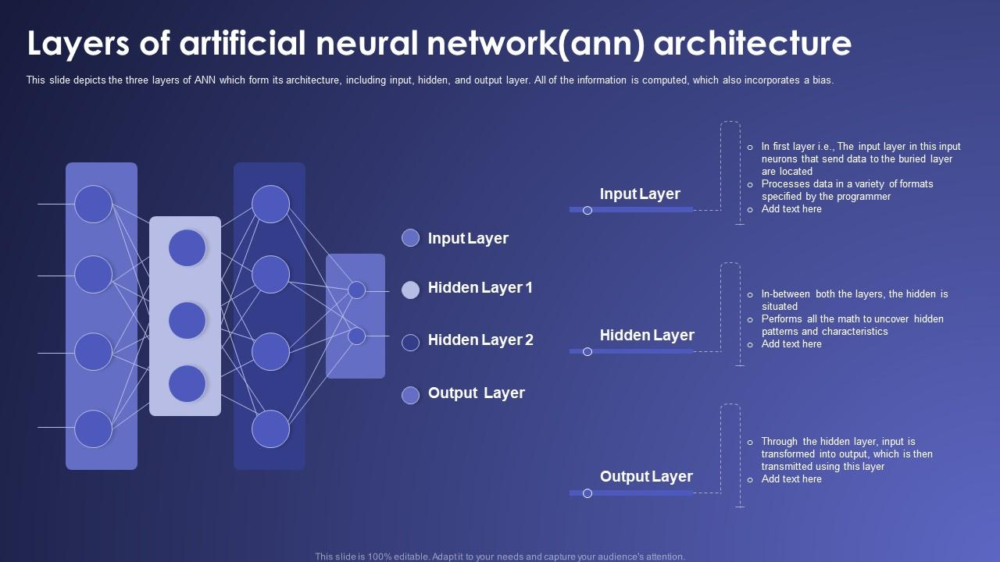 Layers of artificial neural network(ann) architecture
This slide depicts the three layers of ANN which form its architecture, including input, hidden, and output layer. All of the information is computed, which also incorporates a bias.
Input Layer
Hidden Layer 1
Hidden Layer 2
Output Layer
Input Layer
In first layer i.e., The input layer in this input
neurons that send data to the buried layer
are located
Processes data in a variety of formats
specified by the programmer
Add text here
Hidden Layer
In-between both the layers, the hidden is
situated
Performs all the math to uncover hidden
patterns and characteristics
Add text here
Output Layer
Through the hidden layer, input is
transformed into output, which is then
transmitted using this layer
Add text here
This slide is 100% editable. Adapt it to your needs and capture your audience's attention.